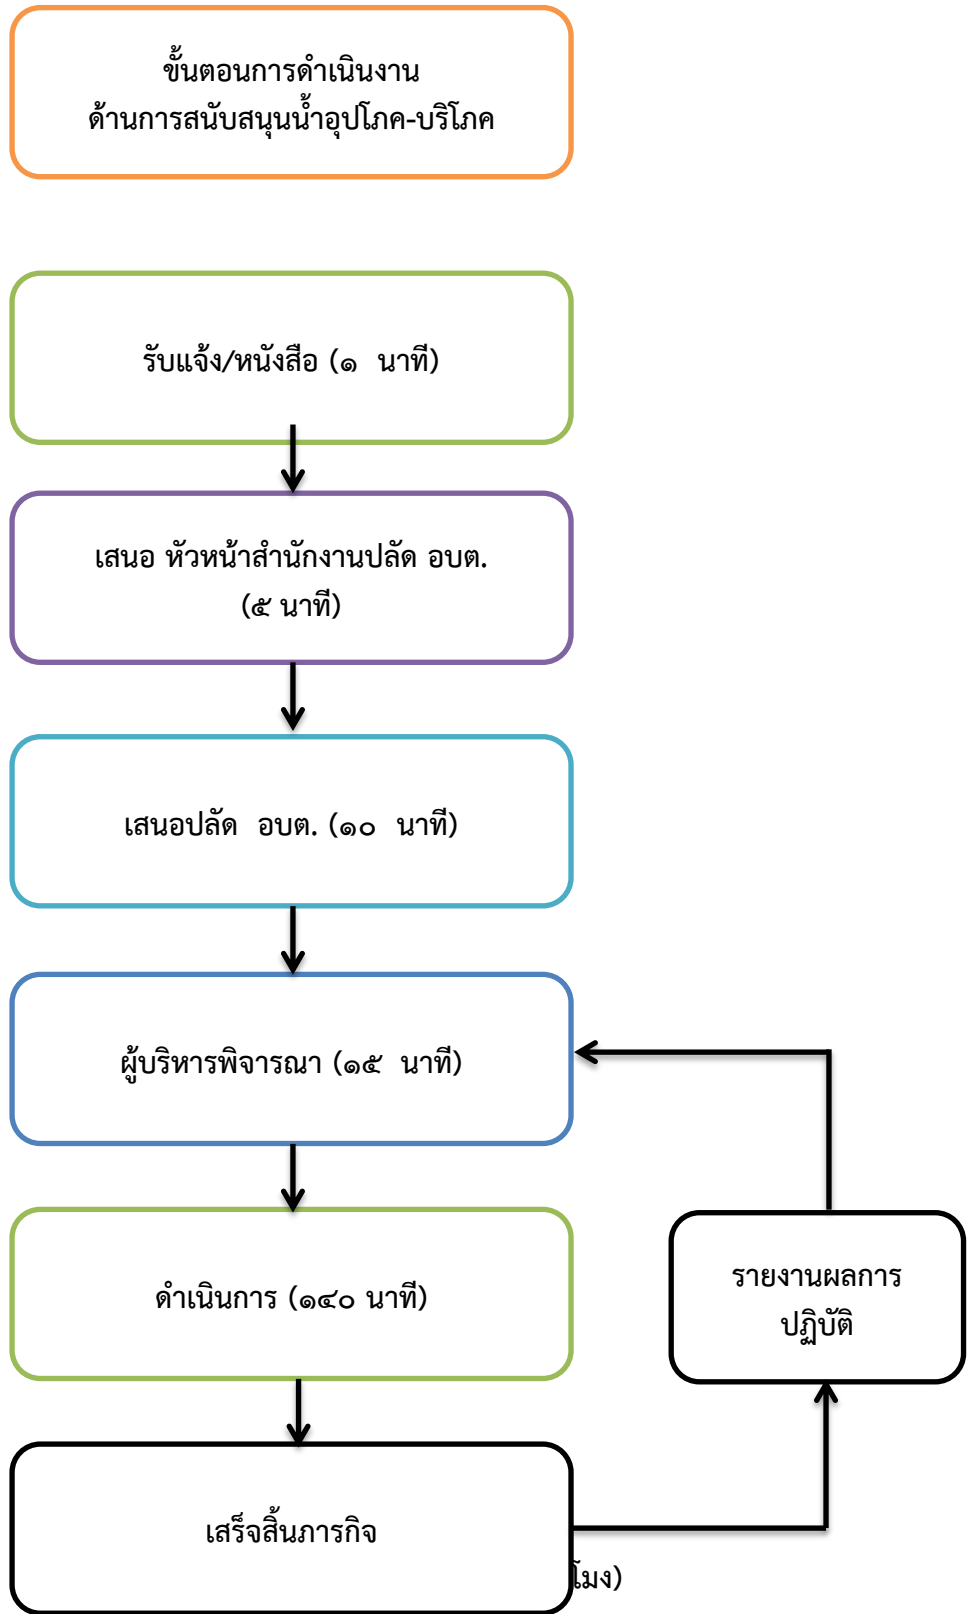 ขั้นตอนการดำเนินงาน
ด้านการสนับสนุนน้ำอุปโภค-บริโภค
รับแจ้ง/หนังสือ (๑ นาที)
เสนอ หัวหน้าสำนักงานปลัด อบต.
(๕ นาที)
เสนอปลัด อบต. (๑๐ นาที)
ผู้บริหารพิจารณา (๑๕ นาที)
ดำเนินการ (๑๔๐ นาที)
รายงานผลการ
ปฏิบัติ
เสร็จสิ้นภารกิจ
โมง)